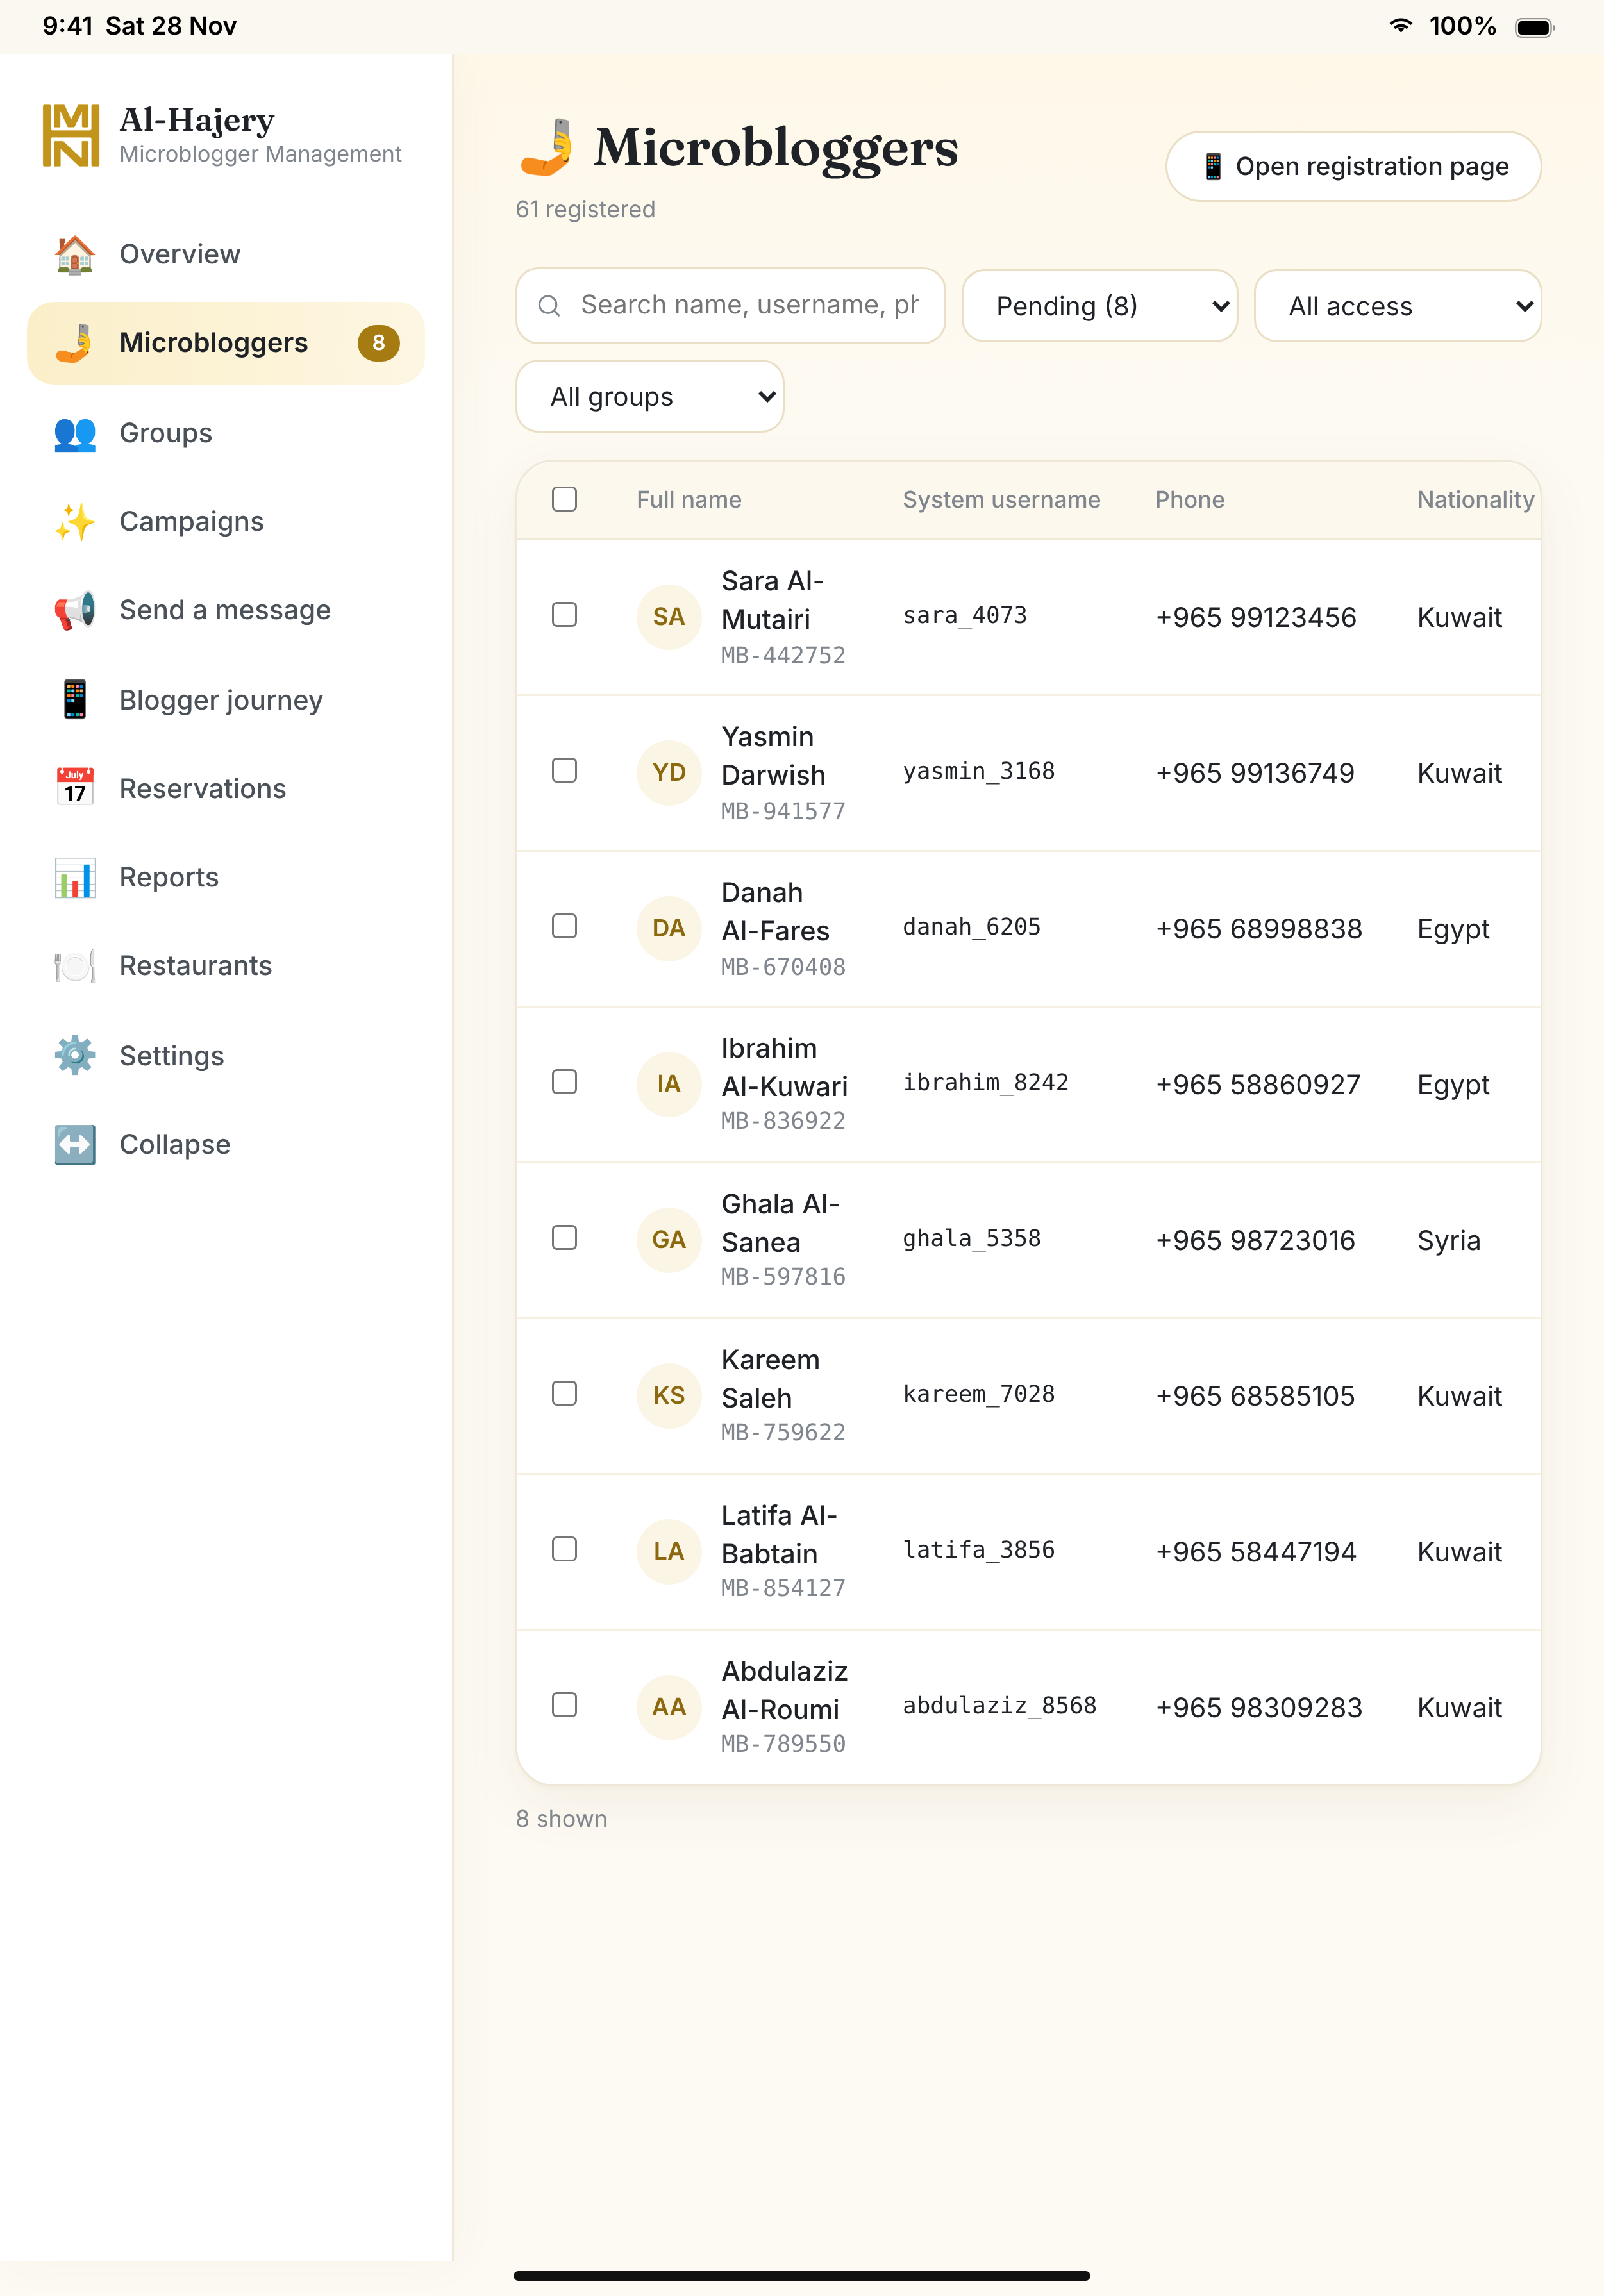 9:41 Sat 28 Nov
100%
Al-Hajery
Microblogger Management
Overview
Microbloggers 8
Groups
Campaigns
Send a message
Blogger journey
July
17
Reservations
Reports
Restaurants
Settings
Collapse
Microbloggers
61 registered
Open registration page
Search name, username, ph
Pending (8)
All access
All groups
Full name System username Phone Nationality
SA
Sara Al-
Mutairi
MB-442752
sara_4073 +965 99123456 Kuwait
YD
Yasmin
Darwish
MB-941577
yasmin_3168 +965 99136749 Kuwait
DA
Danah
Al-Fares
MB-670408
danah_6205 +965 68998838 Egypt
IA
Ibrahim
Al-Kuwari
MB-836922
ibrahim_8242 +965 58860927 Egypt
GA
Ghala Al-
Sanea
MB-597816
ghala_5358 +965 98723016 Syria
KS
Kareem
Saleh
MB-759622
kareem_7028 +965 68585105 Kuwait
LA
Latifa Al-
Babtain
MB-854127
latifa_3856 +965 58447194 Kuwait
AA
Abdulaziz
Al-Roumi
MB-789550
abdulaziz_8568 +965 98309283 Kuwait
8 shown